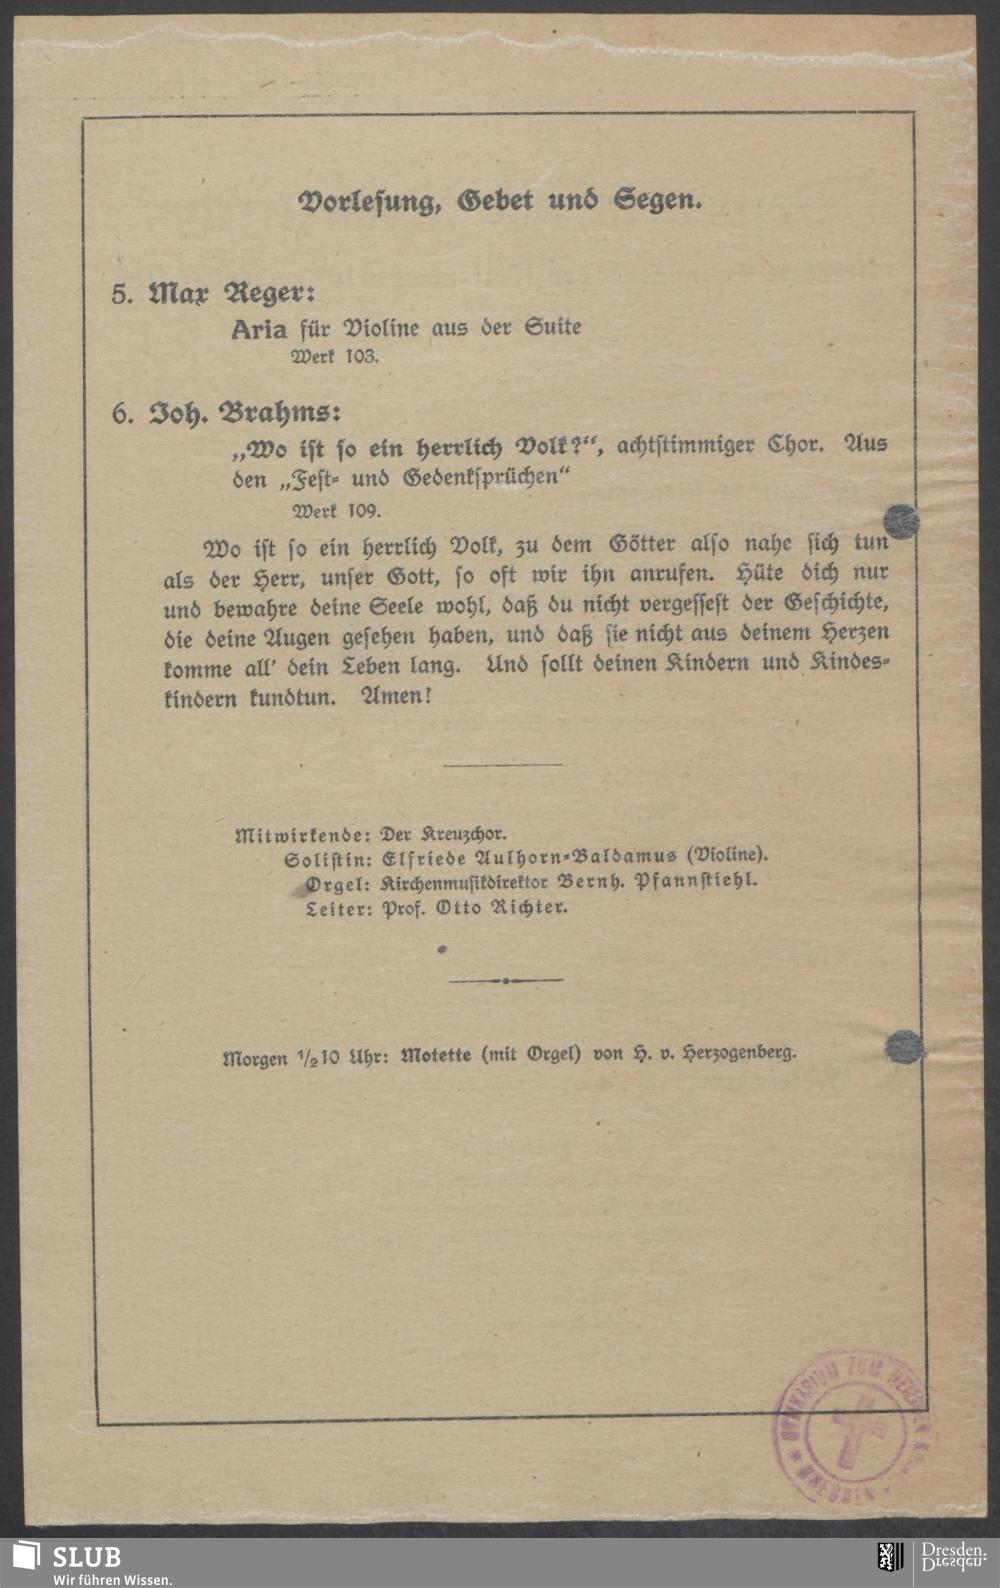 Vorlesung, Gebet und Segen.
5. Max Reger:
Aria für Violine aus der Suite
Werk 103.
6. Joh. Brahms:
„Wo ist so ein herrlich Volk?“, achtstimmiger Chor. Aus
den „Fest- und Gedenksprüchen“
Werk 109.
Wo ist so ein herrlich Volk, zu dem Götter also nahe sich tun
als der Herr, unser Gott, so oft wir ihn anrufen. Hüte dich nur
und bewahre deine Seele wohl, daß du nicht vergessest der Geschichte,
die deine Augen gesehen haben, und daß sie nicht aus deinem Herzen
komme all' dein Leben lang. Und sollt deinen Kindern und Kindes-
kindern kundtun. Amen!
Mitwirkende: Der Kreuzchor.
Solistin: Elfriede Aulhorn-Baldamus (Violine).
Orgel: Kirchenmusikdirektor Bernh. Pfannstiehl.
Leiter: Prof. Otto Richter.
Morgen 1/2 10 Uhr: Motette (mit Orgel) von H. v. Herzogenberg.
GYMNASIUM ZUM HEILIGEN
* DRESDEN *
SLUB
Wir führen Wissen.
Dresden.
Dresden.